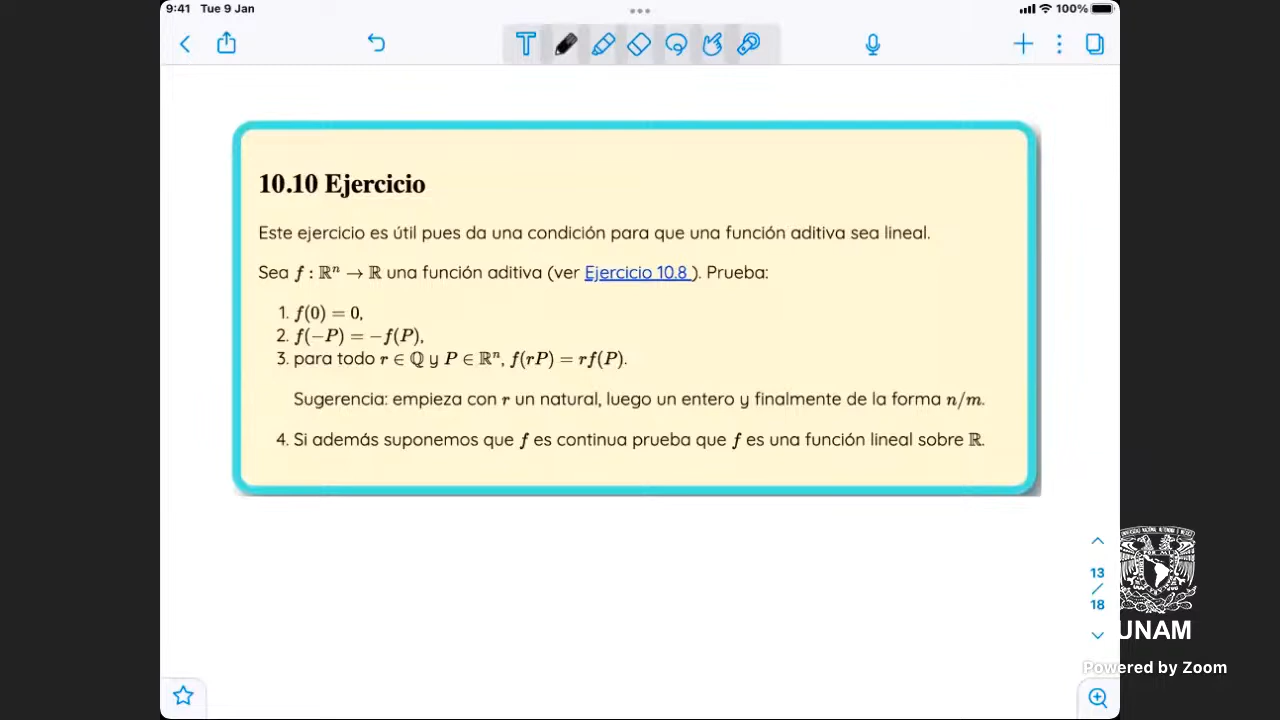 9:41 Tue 9 Jan
100%
10.10 Ejercicio
Este ejercicio es útil pues da una condición para que una función aditiva sea lineal.
Sea f : ℝⁿ → ℝ una función aditiva (ver Ejercicio 10.8 ). Prueba:
1. f(0) = 0,
2. f(−P) = −f(P),
3. para todo r ∈ ℚ y P ∈ ℝⁿ, f(rP) = rf(P).
Sugerencia: empieza con r un natural, luego un entero y finalmente de la forma n/m.
4. Si además suponemos que f es continua prueba que f es una función lineal sobre ℝ.
13
/
18
UNAM
Powered by Zoom